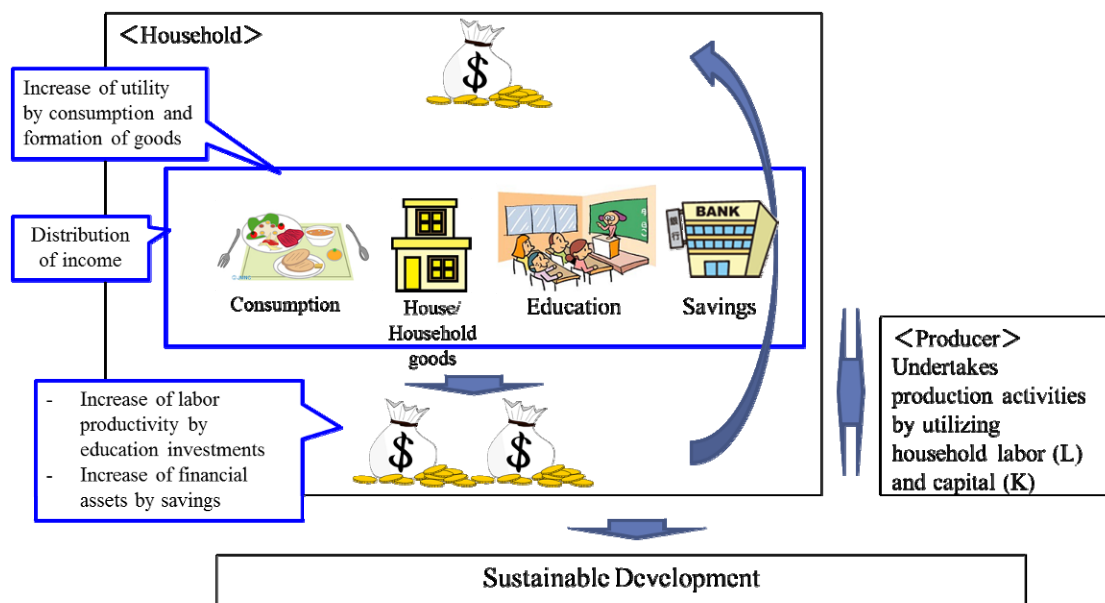 ＜Household＞
$
Increase of utility
by consumption and
formation of goods
Distribution
of income
BANK
Consumption
House/
Household
goods
Education
Savings
- Increase of labor
productivity by
education investments
- Increase of financial
assets by savings
$ $
＜Producer＞
Undertakes
production activities
by utilizing
household labor (L)
and capital (K)
Sustainable Development